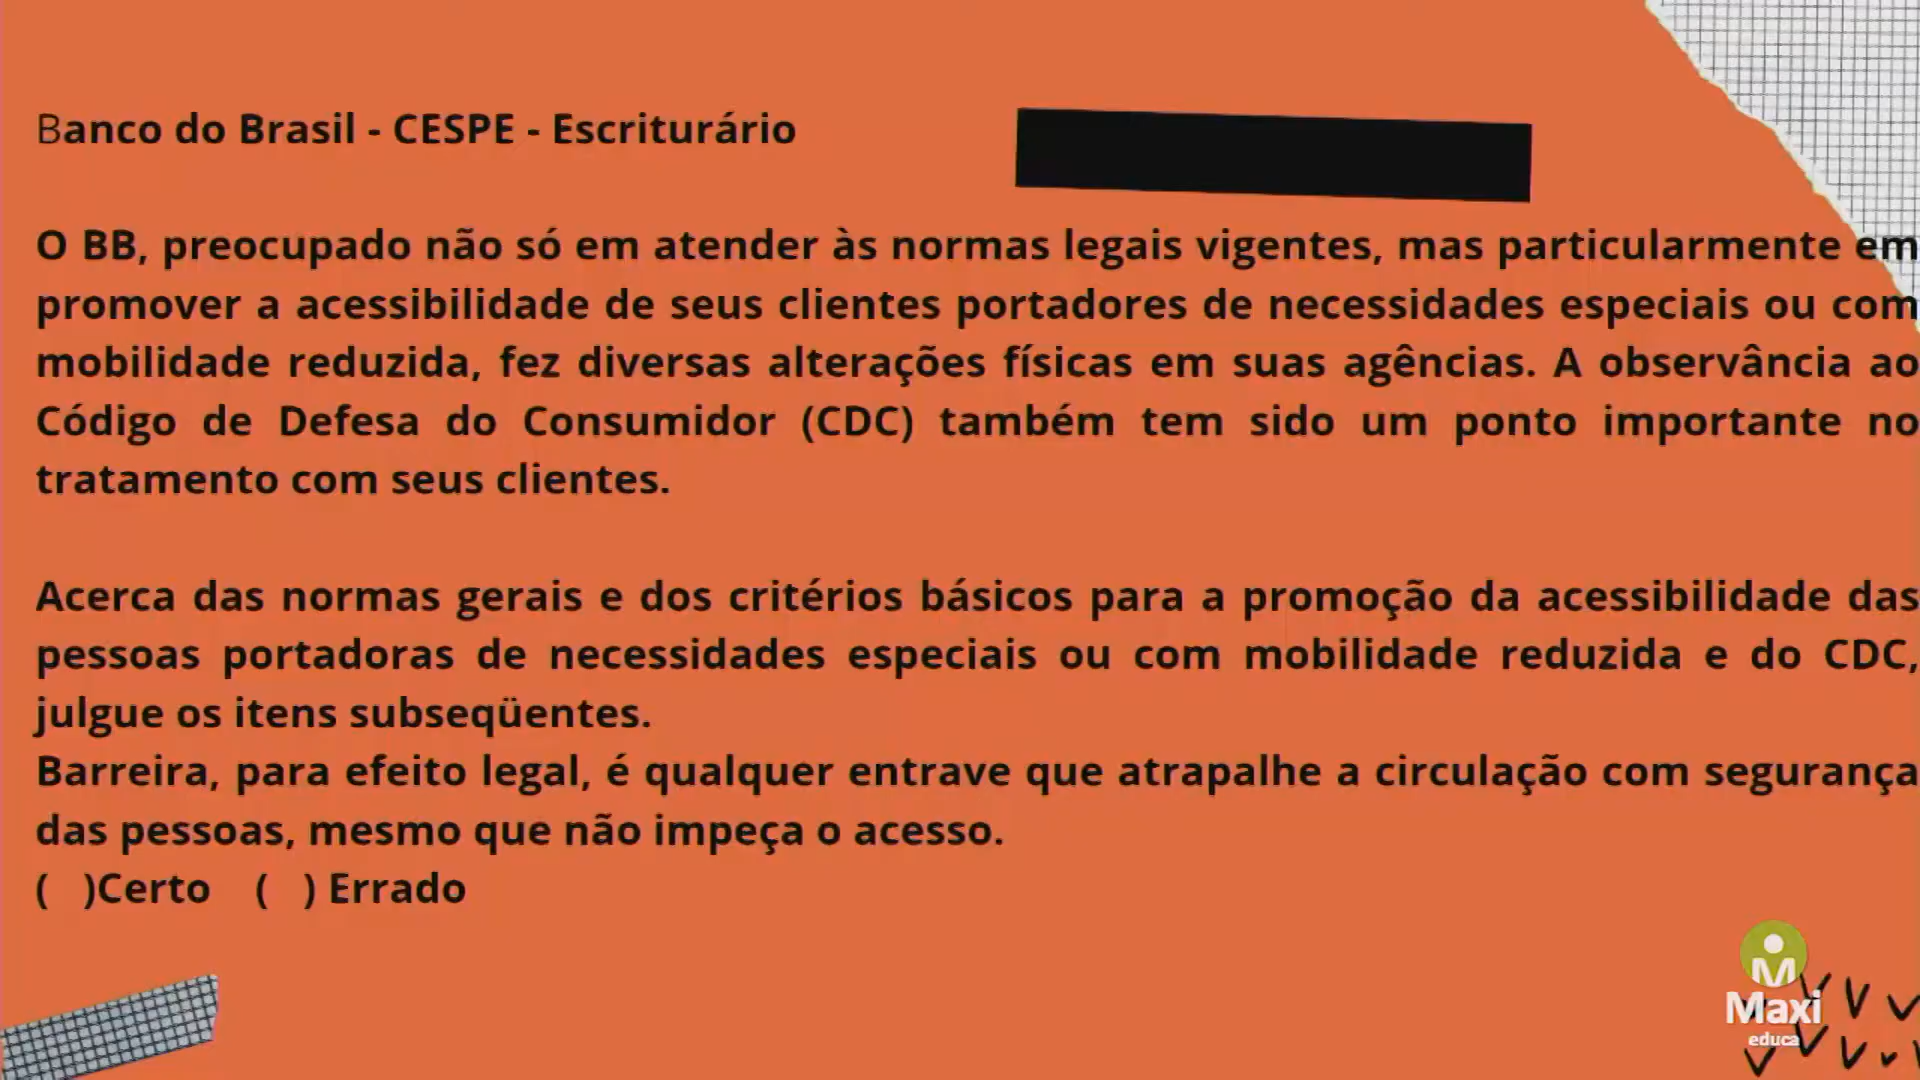 Banco do Brasil - CESPE - Escriturário
O BB, preocupado não só em atender às normas legais vigentes, mas particularmente em
promover a acessibilidade de seus clientes portadores de necessidades especiais ou com
mobilidade reduzida, fez diversas alterações físicas em suas agências. A observância ao
Código de Defesa do Consumidor (CDC) também tem sido um ponto importante no
tratamento com seus clientes.
Acerca das normas gerais e dos critérios básicos para a promoção da acessibilidade das
pessoas portadoras de necessidades especiais ou com mobilidade reduzida e do CDC,
julgue os itens subseqüentes.
Barreira, para efeito legal, é qualquer entrave que atrapalhe a circulação com segurança
das pessoas, mesmo que não impeça o acesso.
( )Certo ( ) Errado
M
Maxi
educa